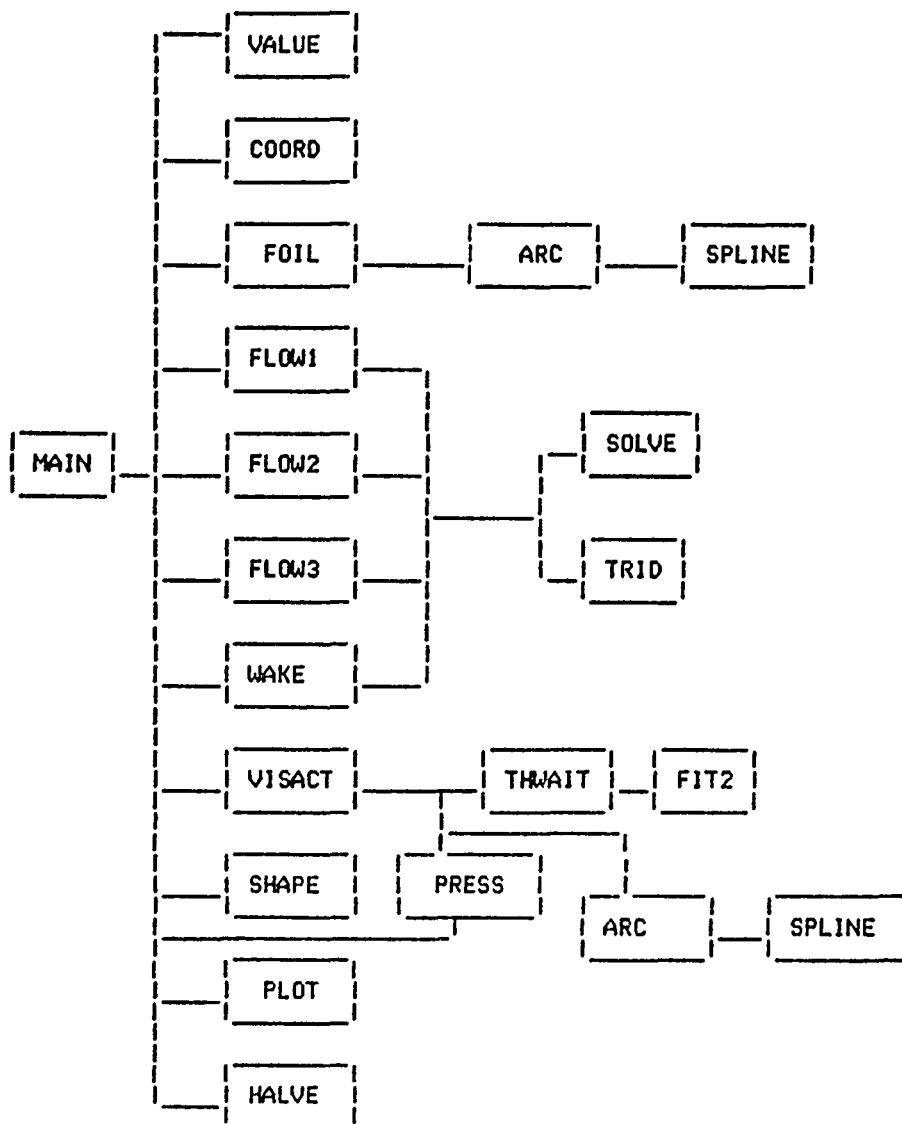 VALUE
COORD
FOIL ARC SPLINE
FLOW1
SOLVE
MAIN FLOW2
FLOW3 TRID
WAKE
VISACT THWAIT FIT2
SHAPE PRESS
ARC SPLINE
PLOT
HALVE